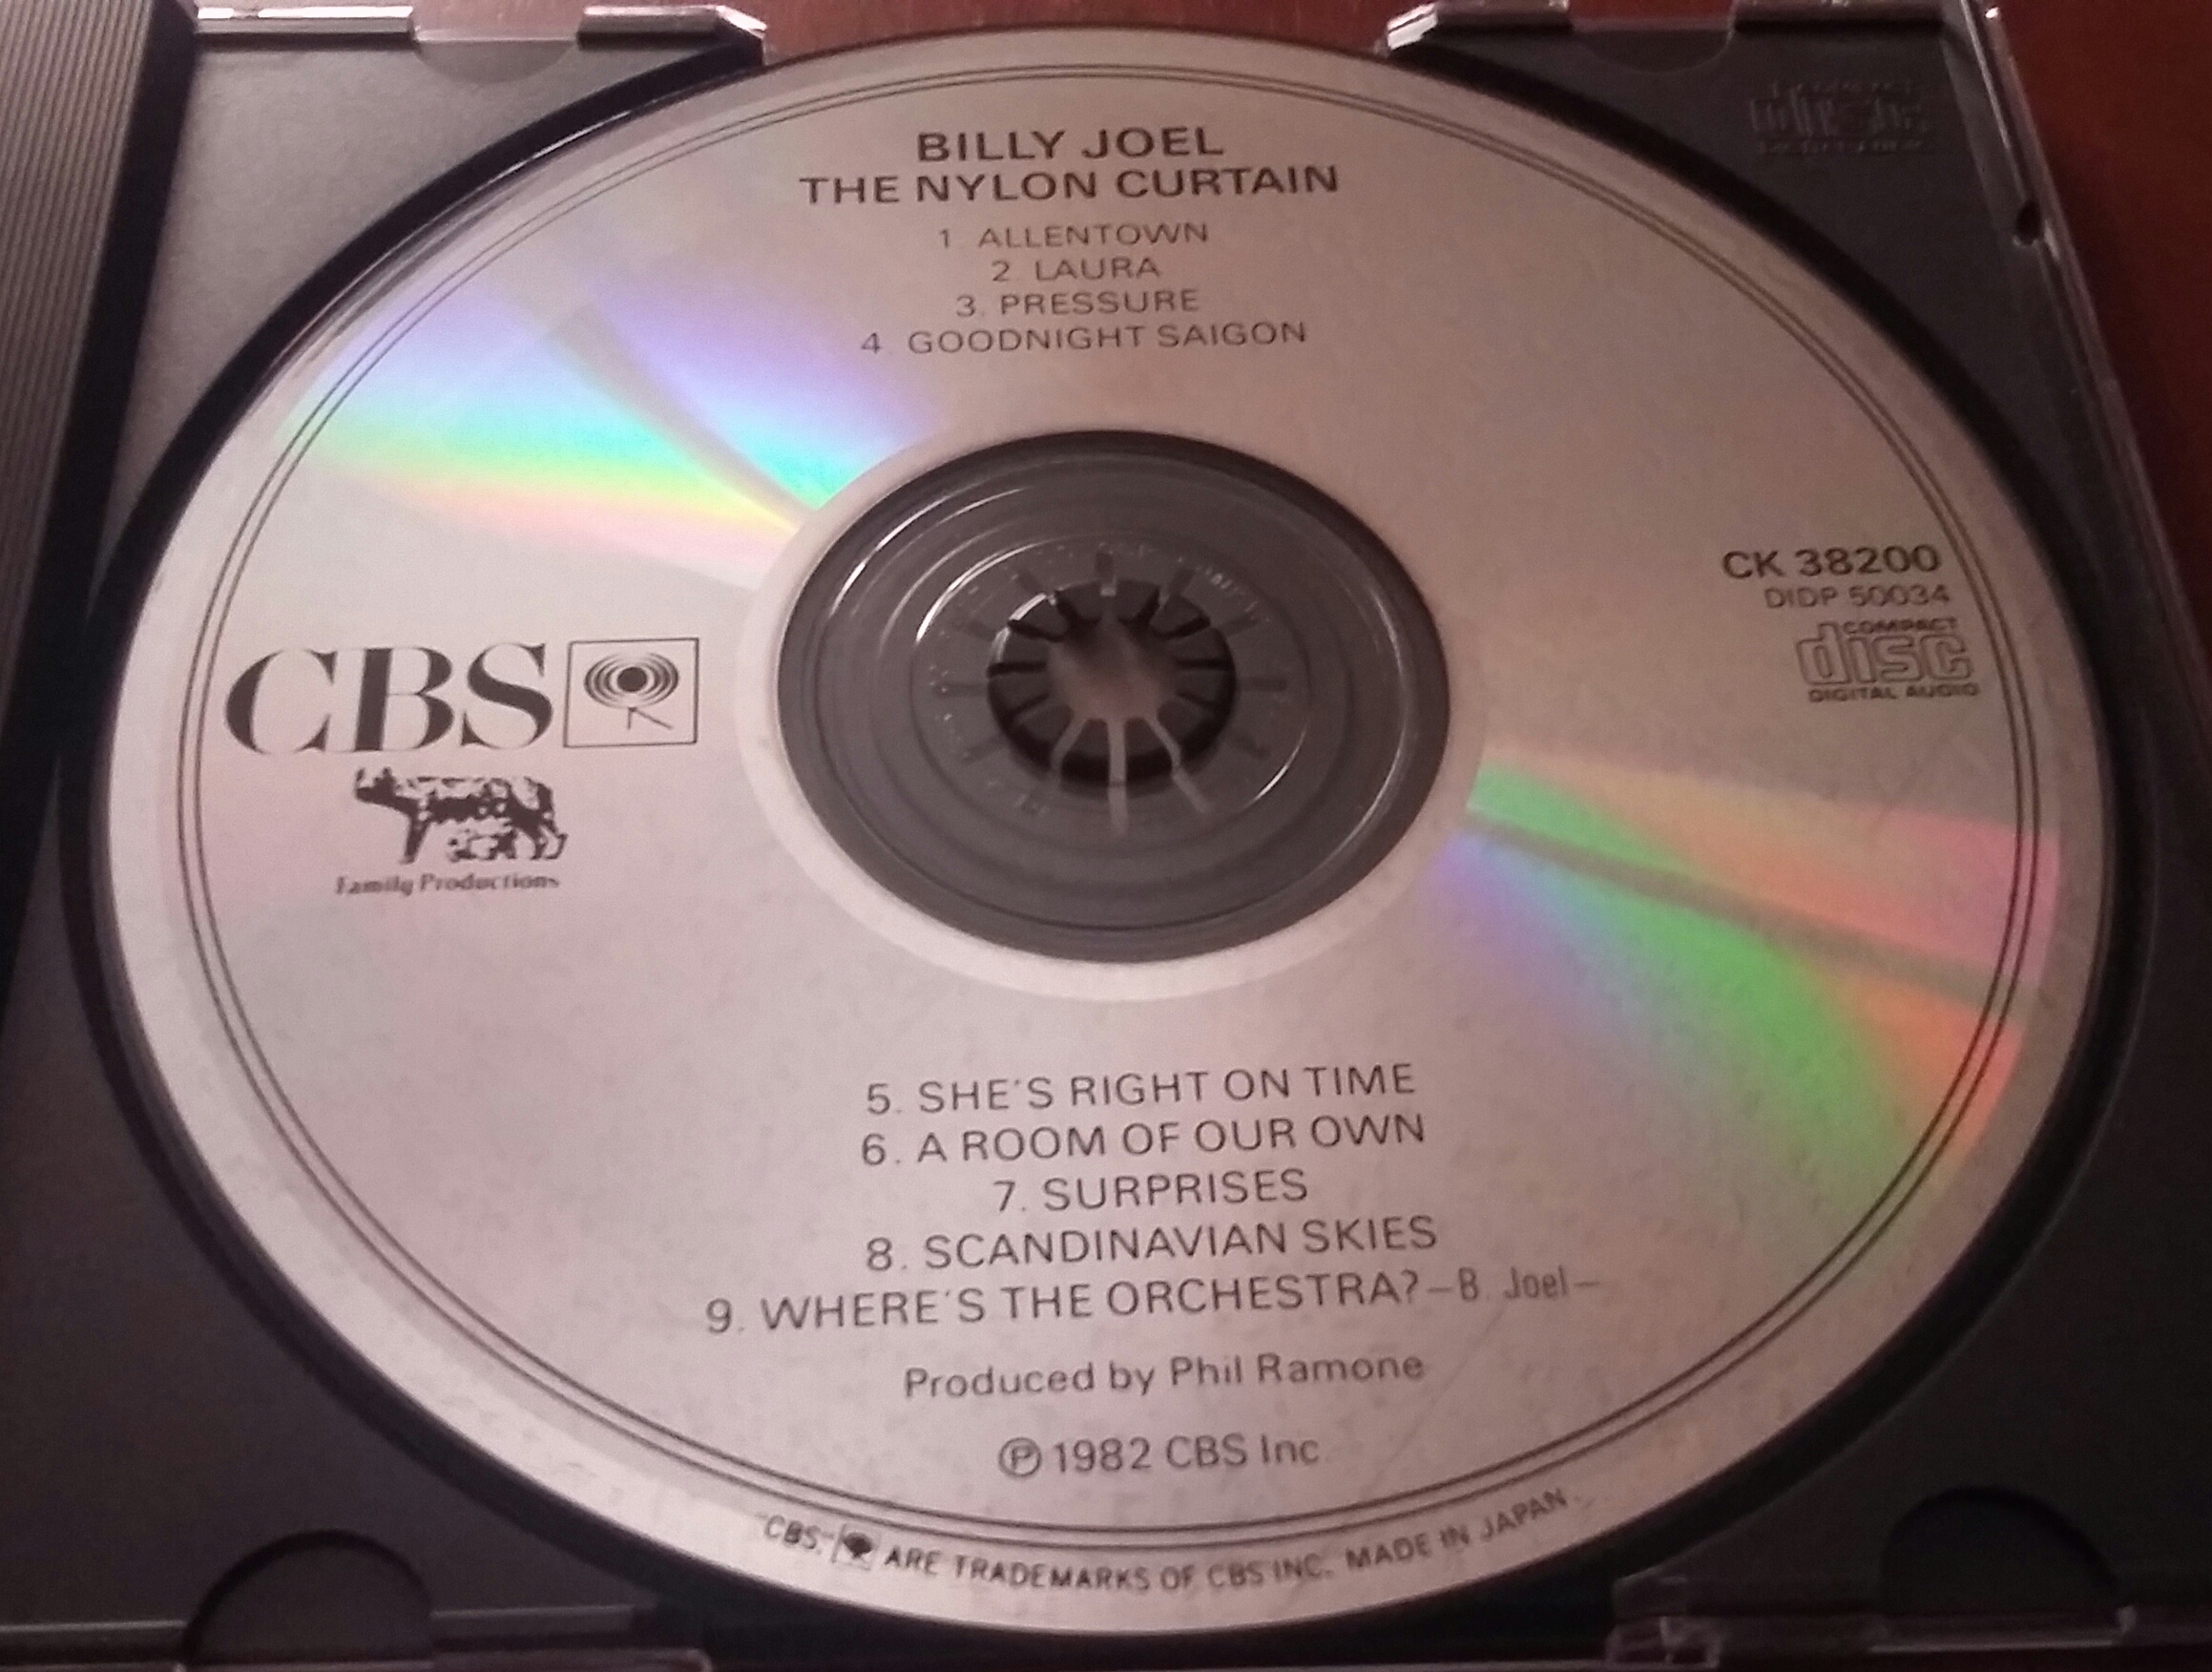 BILLY JOEL
THE NYLON CURTAIN
1 ALLENTOWN
2. LAURA
3. PRESSURE
4 GOODNIGHT SAIGON
CK 38200
DIDP 50034
COMPACT
disc
DIGITAL AUDIO
CBS
Family Productions
5. SHE'S RIGHT ON TIME
6. A ROOM OF OUR OWN
7. SURPRISES
8. SCANDINAVIAN SKIES
9. WHERE'S THE ORCHESTRA? –B. Joel–
Produced by Phil Ramone
℗ 1982 CBS Inc
"CBS," ARE TRADEMARKS OF CBS INC. MADE IN JAPAN.
disc